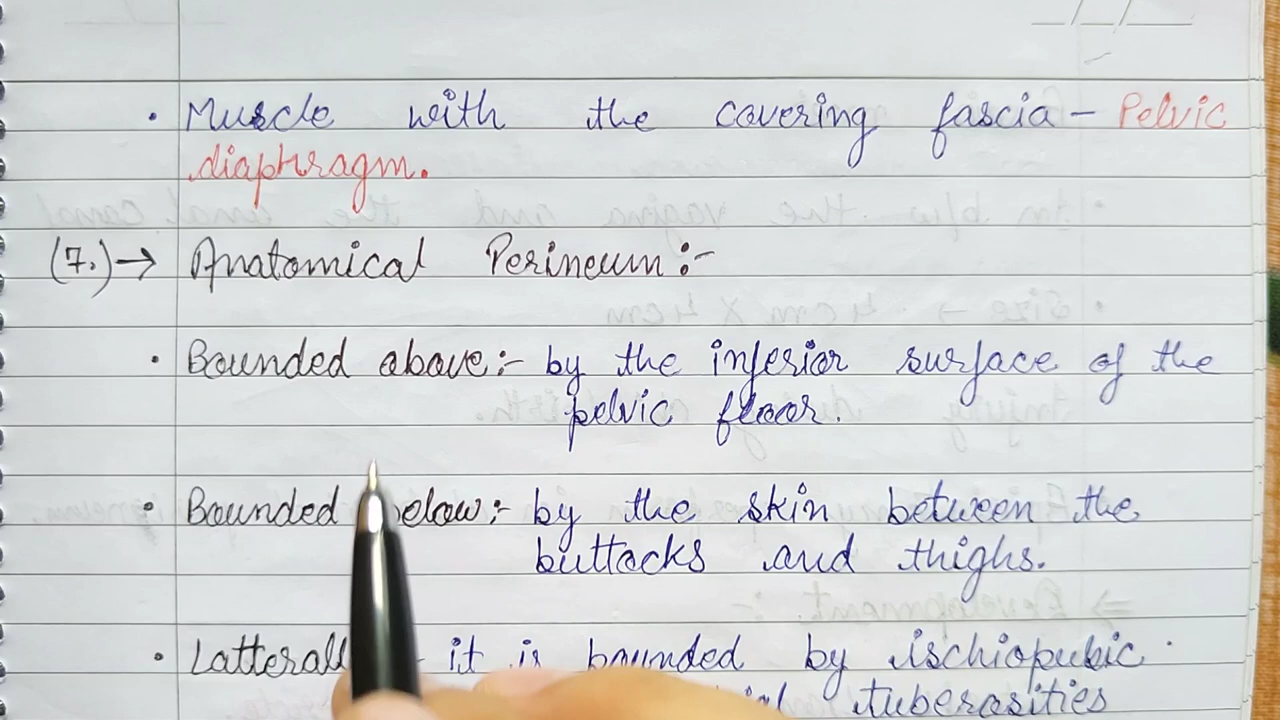 • Muscle with the covering fascia - Pelvic
diaphragm.
(7.) → Anatomical Perineum :-
• Bounded above :- by the inferior surface of the
pelvic floor.
• Bounded below :- by the skin between the
buttocks and thighs.
• Latterall - it is bounded by ischiopubic
tuberosities